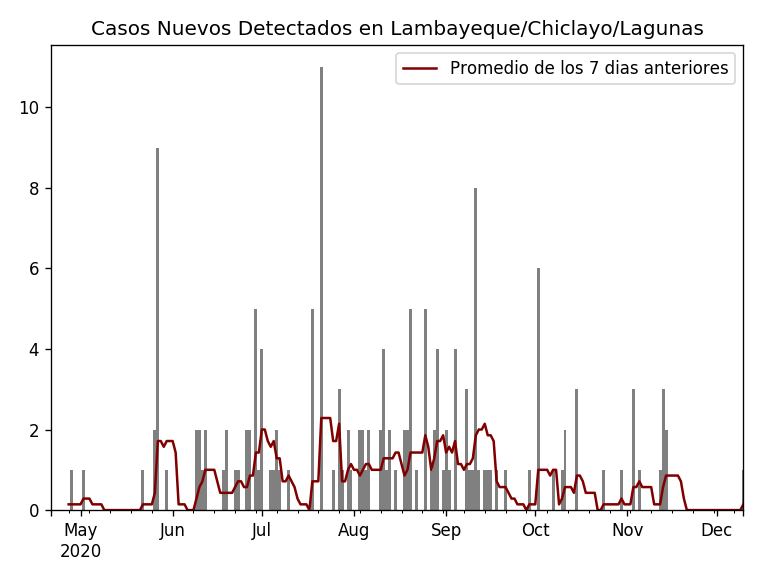 Casos Nuevos Detectados en Lambayeque/Chiclayo/Lagunas
Promedio de los 7 dias anteriores
10
8
6
4
2
0
May Jun Jul Aug Sep Oct Nov Dec
2020